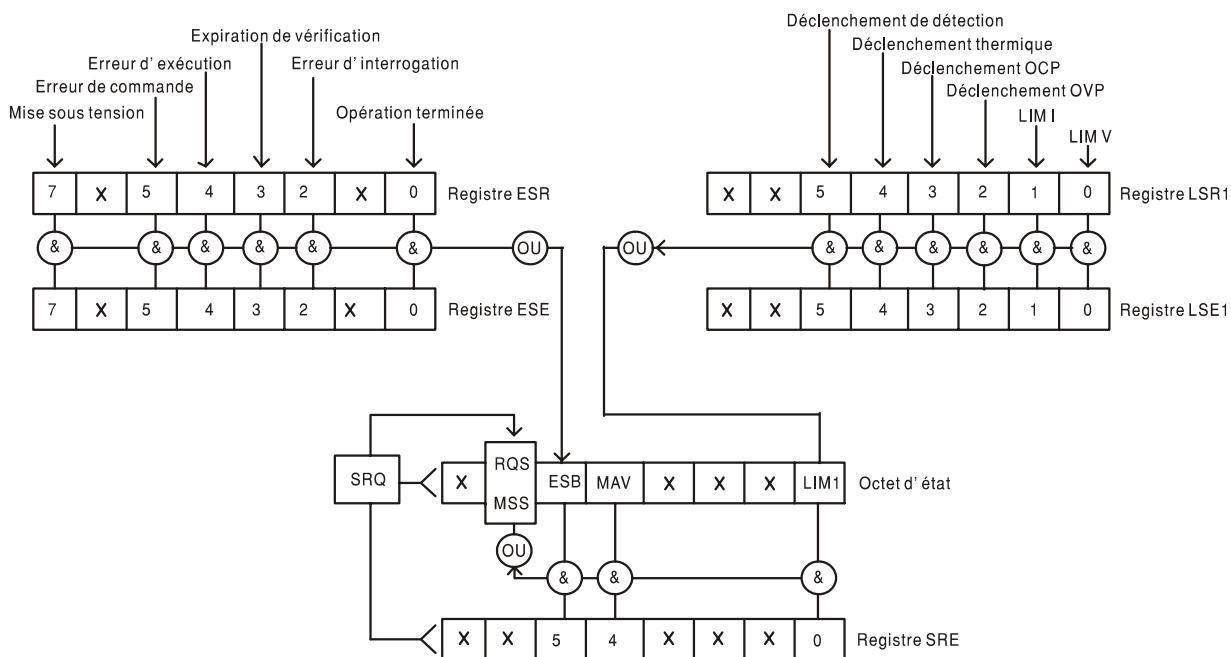 Expiration de vérification
Erreur d' exécution
Erreur d' interrogation
Erreur de commande
Mise sous tension
Opération terminée
7 X 5 4 3 2 X 0 Registre ESR
& & & & & & OU
7 X 5 4 3 2 X 0 Registre ESE
Déclenchement de détection
Déclenchement thermique
Déclenchement OCP
Déclenchement OVP
LIM I
LIM V
X X 5 4 3 2 1 0 Registre LSR1
OU & & & & & &
X X 5 4 3 2 1 0 Registre LSE1
SRQ
X RQS MSS ESB MAV X X X LIM1 Octet d' état
OU & & &
X X 5 4 X X X 0 Registre SRE